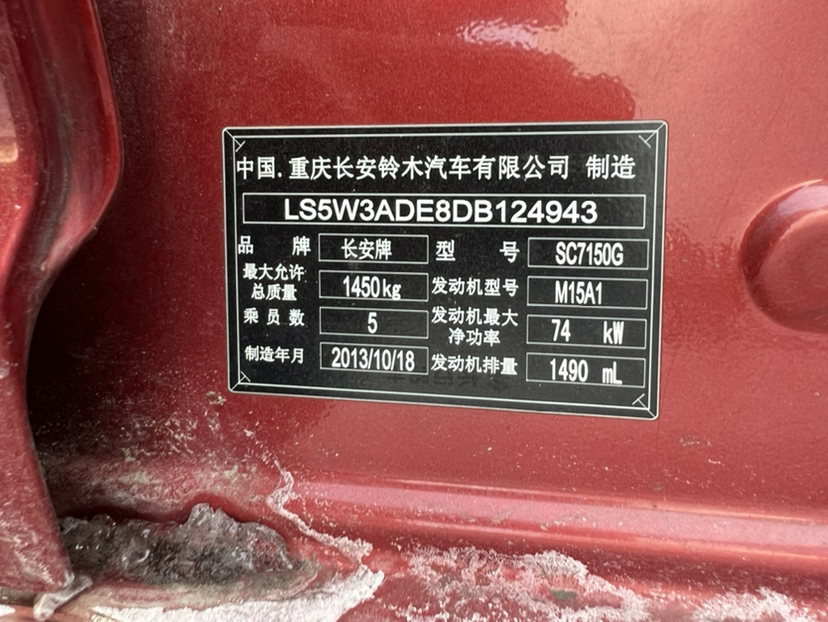 中国.重庆长安铃木汽车有限公司 制造
LS5W3ADE8DB124943
品 牌 长安牌 型 号 SC7150G
最大允许总质量 1450kg 发动机型号 M15A1
乘员数 5 发动机最大净功率 74 kW
制造年月 2013/10/18 发动机排量 1490 mL